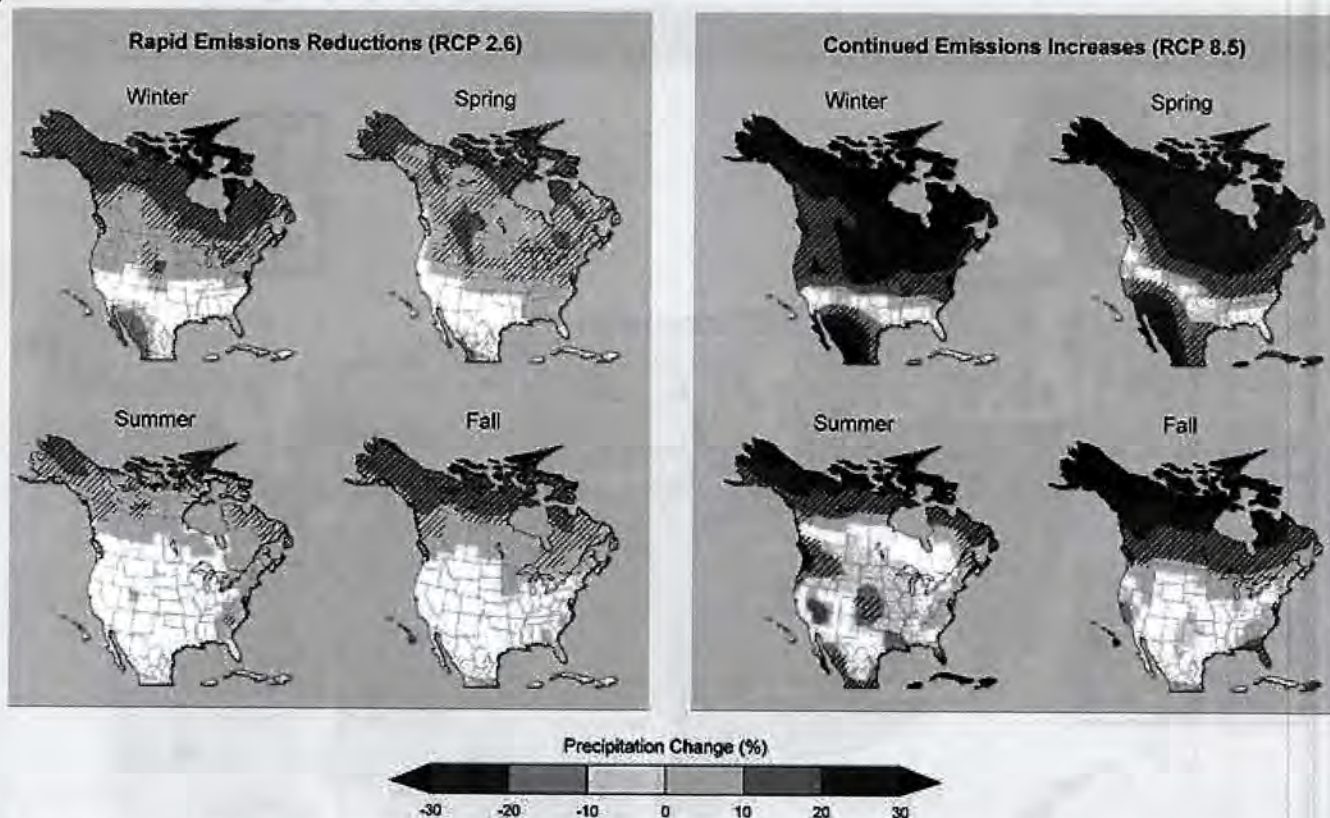 Rapid Emissions Reductions (RCP 2.6)
Winter
Spring
Summer
Fall
Continued Emissions Increases (RCP 8.5)
Winter
Spring
Summer
Fall
Precipitation Change (%)
-30 -20 -10 0 10 20 30